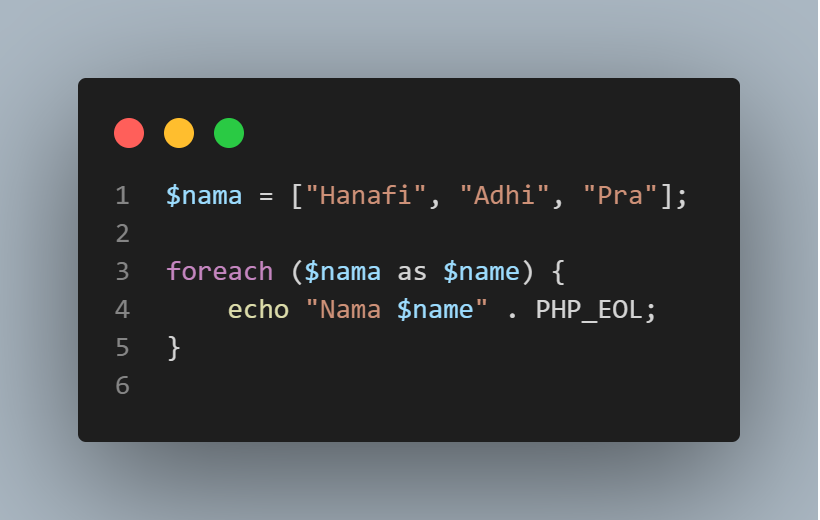 1 $nama = ["Hanafi", "Adhi", "Pra"];
2
3 foreach ($nama as $name) {
4     echo "Nama $name" . PHP_EOL;
5 }
6